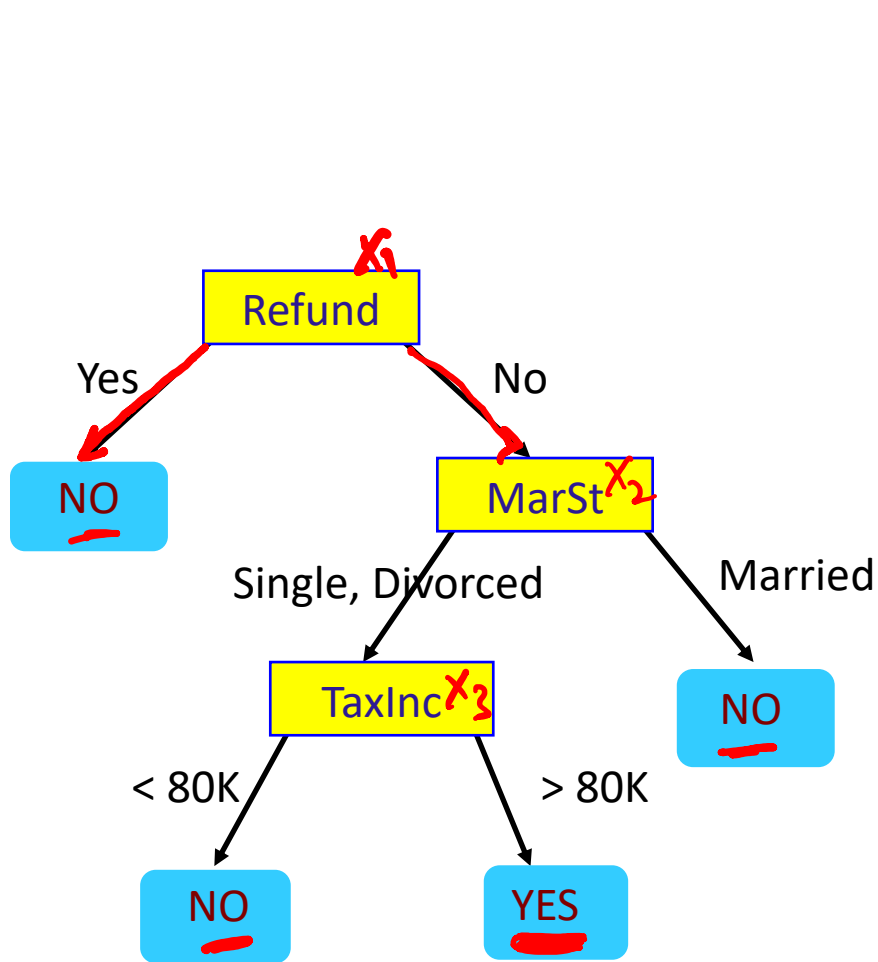 X1
Refund
Yes
No
NO
MarSt X2
Single, Divorced
Married
TaxInc X3
NO
< 80K
> 80K
NO
YES